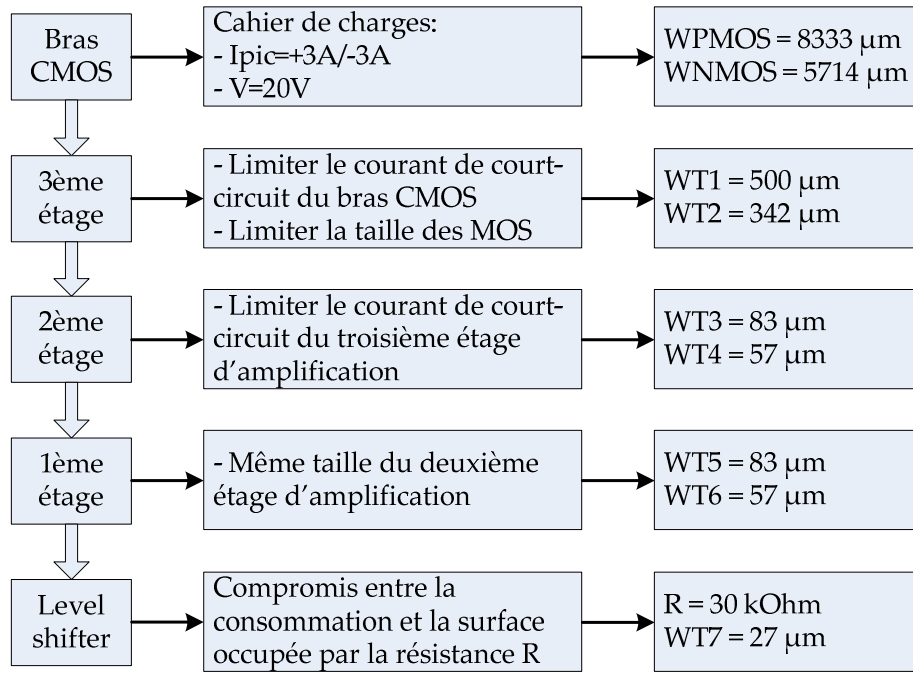 Bras
CMOS
Cahier de charges:
- Ipic=+3A/-3A
- V=20V
WPMOS = 8333 µm
WNMOS = 5714 µm
3ème
étage
- Limiter le courant de court-
circuit du bras CMOS
- Limiter la taille des MOS
WT1 = 500 µm
WT2 = 342 µm
2ème
étage
- Limiter le courant de court-
circuit du troisième étage
d’amplification
WT3 = 83 µm
WT4 = 57 µm
1ème
étage
- Même taille du deuxième
étage d’amplification
WT5 = 83 µm
WT6 = 57 µm
Level
shifter
Compromis entre la
consommation et la surface
occupée par la résistance R
R = 30 kOhm
WT7 = 27 µm